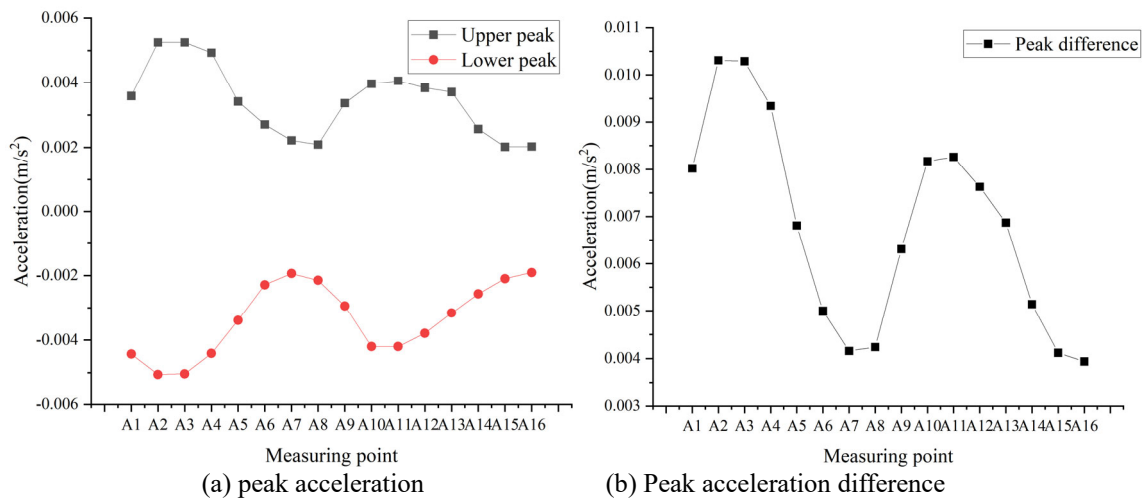 0.006
0.004
0.002
0.000
-0.002
-0.004
-0.006
Acceleration(m/s²)
Upper peak
Lower peak
A1 A2 A3 A4 A5 A6 A7 A8 A9 A10 A11 A12 A13 A14 A15 A16
Measuring point
(a) peak acceleration
0.011
0.010
0.009
0.008
0.007
0.006
0.005
0.004
0.003
Acceleration(m/s²)
Peak difference
A1 A2 A3 A4 A5 A6 A7 A8 A9 A10 A11 A12 A13 A14 A15 A16
Measuring point
(b) Peak acceleration difference